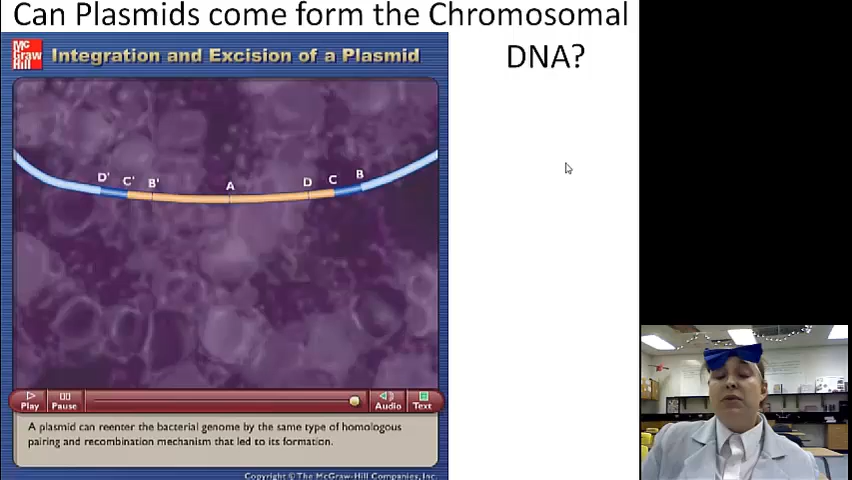 Can Plasmids come form the Chromosomal
DNA?
Mc
Graw
Hill
Integration and Excision of a Plasmid
D' C' B' A D C B
Play Pause Audio Text
A plasmid can reenter the bacterial genome by the same type of homologous
pairing and recombination mechanism that led to its formation.
Copyright © The McGraw-Hill Companies, Inc.